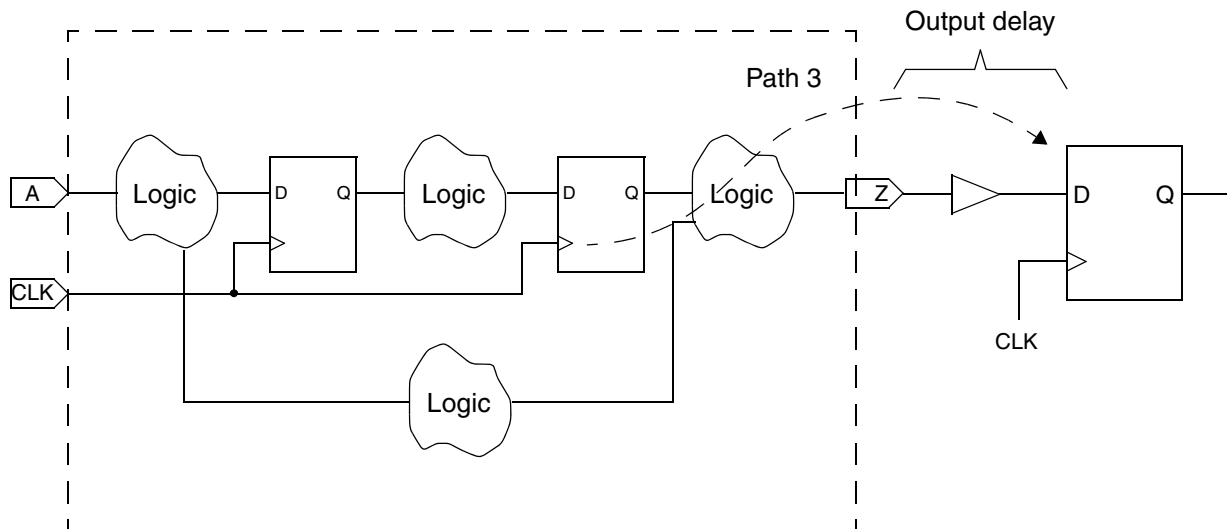 Output delay
Path 3
A
Logic
D
Q
Logic
D
Q
Logic
Z
D
Q
CLK
CLK
Logic